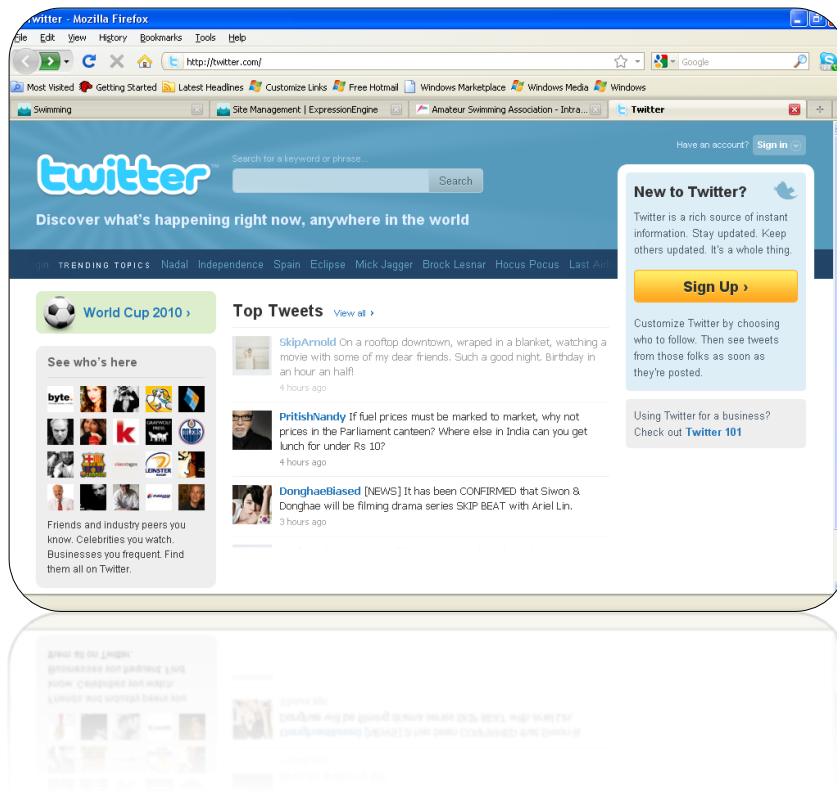 Twitter - Mozilla Firefox
File Edit View History Bookmarks Tools Help
http://twitter.com/ Google
Most Visited Getting Started Latest Headlines Customize Links Free Hotmail Windows Marketplace Windows Media Windows
Swimming Site Management | ExpressionEngine Amateur Swimming Association - Intra... Twitter
Have an account? Sign in
twitter™
Search for a keyword or phrase...
Search
Discover what's happening right now, anywhere in the world
TRENDING TOPICS Nadal Independence Spain Eclipse Mick Jagger Brock Lesnar Hocus Pocus Last
New to Twitter?
Twitter is a rich source of instant
information. Stay updated. Keep
others updated. It's a whole thing.
Sign Up ›
Customize Twitter by choosing
who to follow. Then see tweets
from those folks as soon as
they're posted.
Using Twitter for a business?
Check out Twitter 101
World Cup 2010 ›
See who's here
byte.
k
GRAYWOLF
PRESS
OILERS
LEINSTER
Friends and industry peers you
know. Celebrities you watch.
Businesses you frequent. Find
them all on Twitter.
Top Tweets View all ›
SkipArnold On a rooftop downtown, wraped in a blanket, watching a
movie with some of my dear friends. Such a good night. Birthday in
an hour an half!
4 hours ago
PritishNandy If fuel prices must be marked to market, why not
prices in the Parliament canteen? Where else in India can you get
lunch for under Rs 10?
4 hours ago
DonghaeBiased [NEWS] It has been CONFIRMED that Siwon &
Donghae will be filming drama series SKIP BEAT with Ariel Lin.
3 hours ago